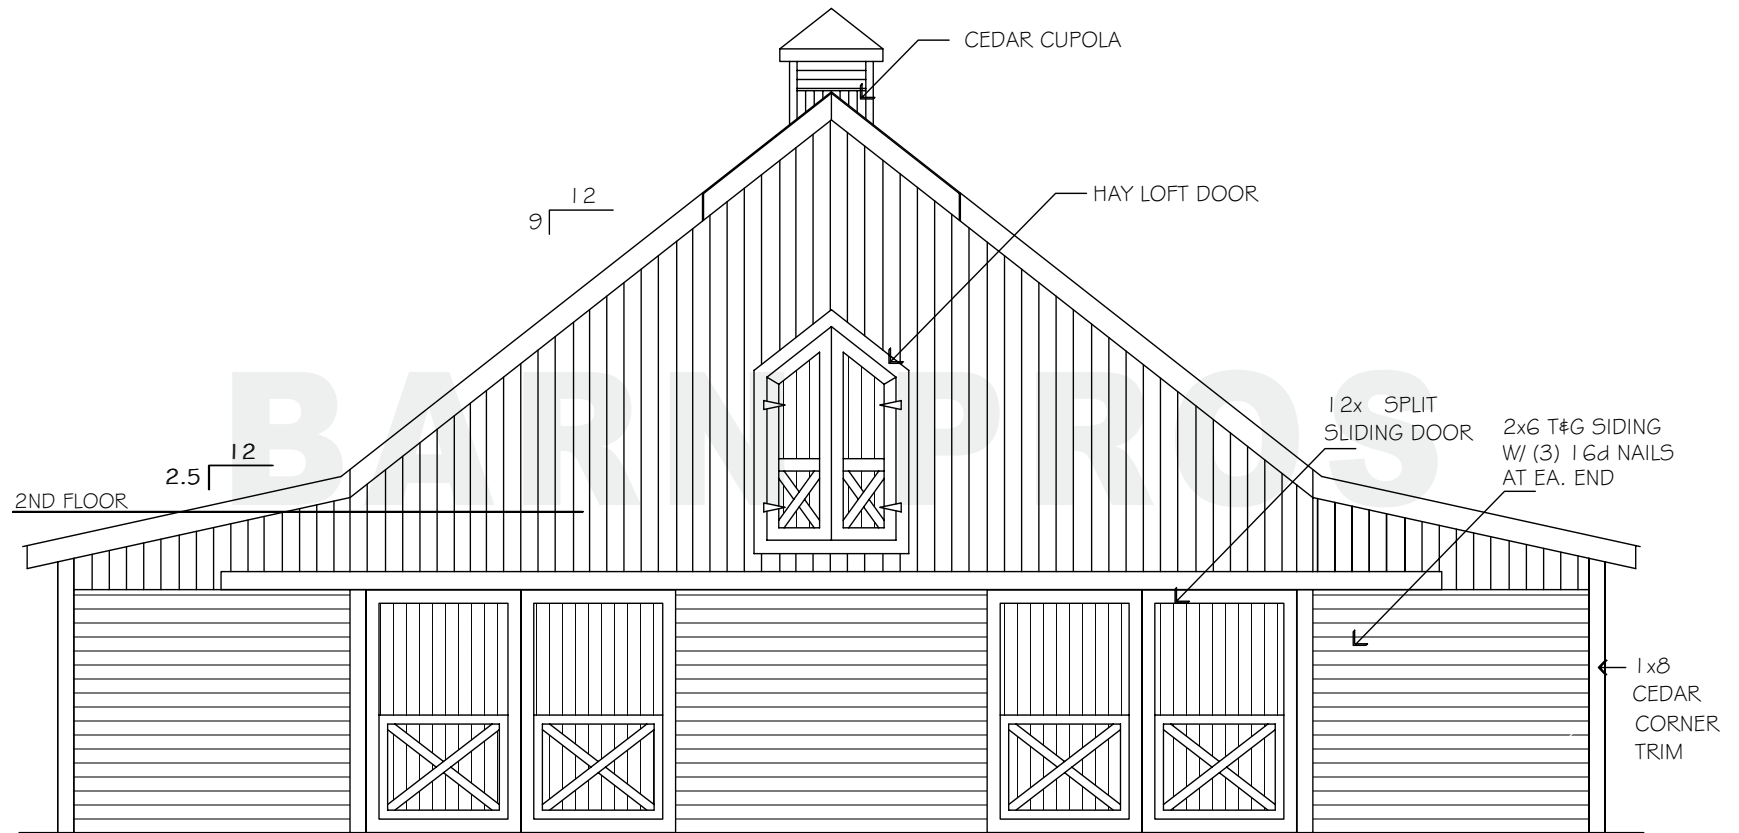 CEDAR CUPOLA
12
9
HAY LOFT DOOR
BARN PROS
12x SPLIT
SLIDING DOOR
2x6 T&G SIDING
W/ (3) 16d NAILS
AT EA. END
12
2.5
2ND FLOOR
1x8
CEDAR
CORNER
TRIM